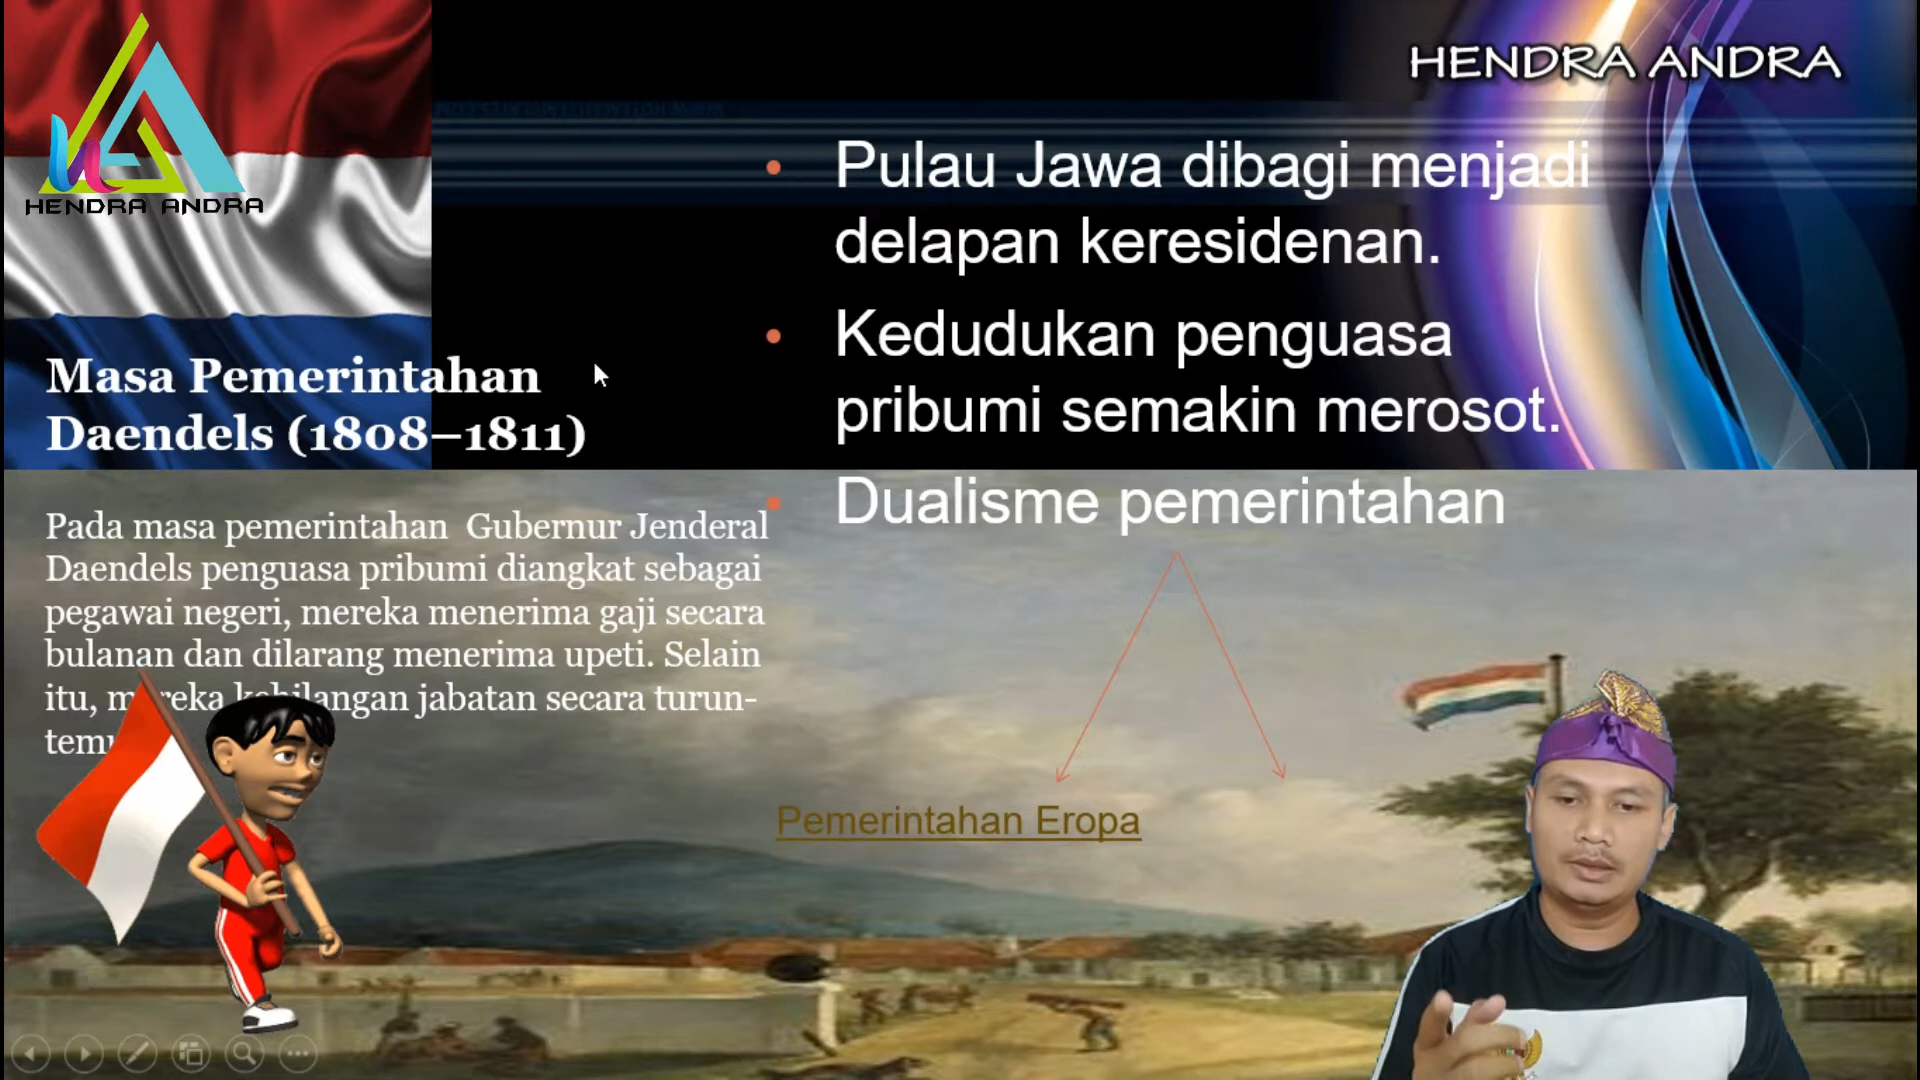 HENDRA ANDRA
HENDRA ANDRA
Masa Pemerintahan
Daendels (1808–1811)
Pada masa pemerintahan Gubernur Jenderal
Daendels penguasa pribumi diangkat sebagai
pegawai negeri, mereka menerima gaji secara
bulanan dan dilarang menerima upeti. Selain
itu, jabatan secara turun-
• Pulau Jawa dibagi menjadi
delapan keresidenan.
• Kedudukan penguasa
pribumi semakin merosot.
• Dualisme pemerintahan
Pemerintahan Eropa